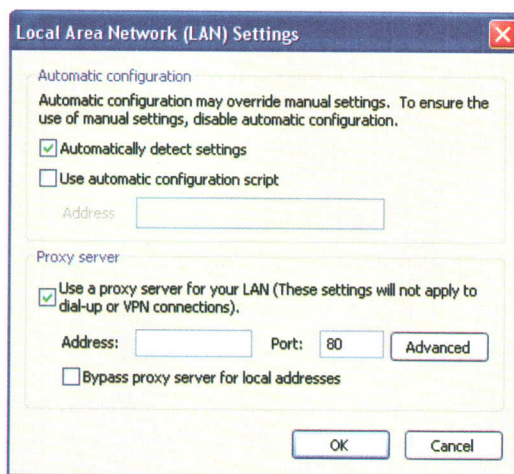 Local Area Network (LAN) Settings
Automatic configuration
Automatic configuration may override manual settings. To ensure the
use of manual settings, disable automatic configuration.
Automatically detect settings
Use automatic configuration script
Address
Proxy server
Use a proxy server for your LAN (These settings will not apply to
dial-up or VPN connections).
Address: Port: 80 Advanced
Bypass proxy server for local addresses
OK Cancel